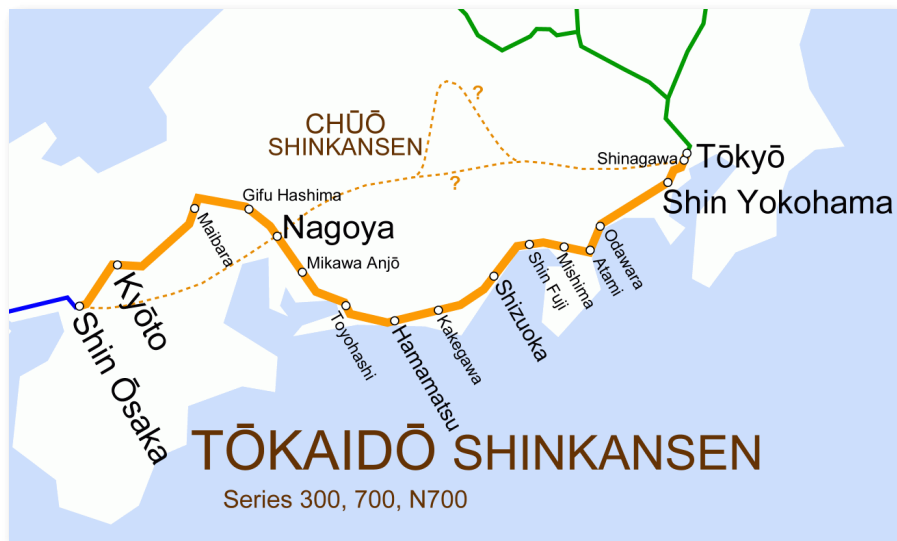 ?
CHŪŌ
SHINKANSEN
?
Shinagawa
Tōkyō
Shin Yokohama
Gifu Hashima
Nagoya
Maibara
Mikawa Anjō
Odawara
Atami
Mishima
Shin Fuji
Shizuoka
Kakegawa
Hamamatsu
Toyohashi
Kyōto
Shin Ōsaka
TŌKAIDŌ SHINKANSEN
Series 300, 700, N700